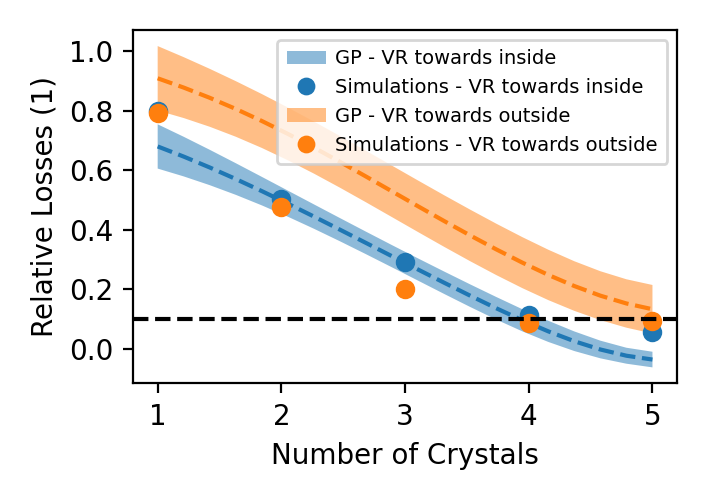 Relative Losses (1)
1.0
0.8
0.6
0.4
0.2
0.0
GP - VR towards inside
Simulations - VR towards inside
GP - VR towards outside
Simulations - VR towards outside
1 2 3 4 5
Number of Crystals